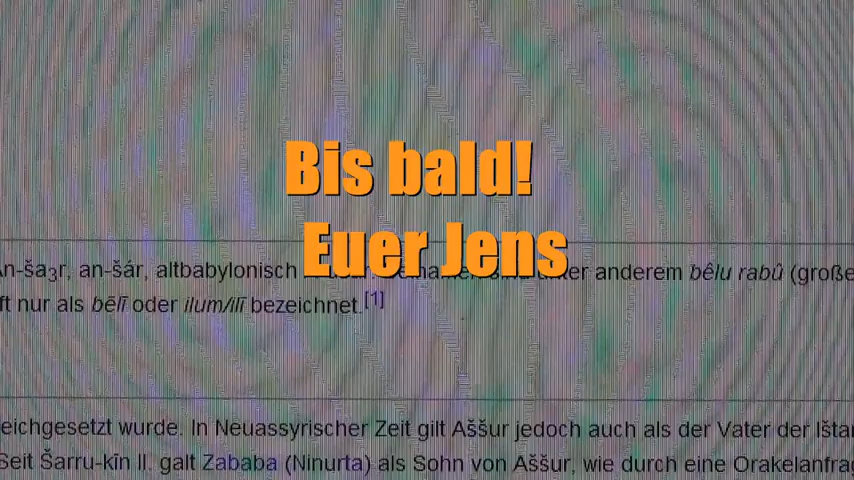 Bis bald!
Euer Jens
An-ša₃r, an-šár, altbabylonisch unter anderem bêlu rabû (große
ft nur als bēlī oder ilum/ilī bezeichnet.[1]
eichgesetzt wurde. In Neuassyrischer Zeit gilt Aššur jedoch auch als der Vater der Ištar
Seit Šarru-kīn II. galt Zababa (Ninurta) als Sohn von Aššur, wie durch eine Orakelanfrag